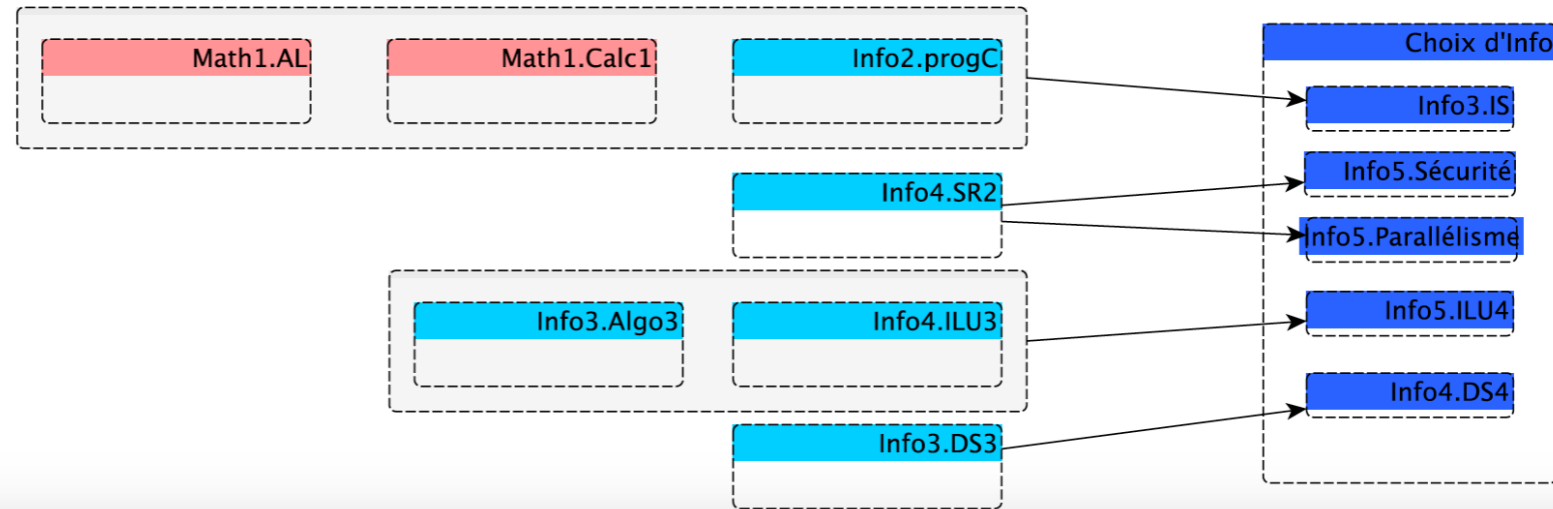 Math1.AL
Math1.Calc1
Info2.progC
Choix d'Info
Info3.IS
Info4.SR2
Info5.Sécurité
Info5.Parallélisme
Info3.Algo3
Info4.ILU3
Info5.ILU4
Info4.DS4
Info3.DS3